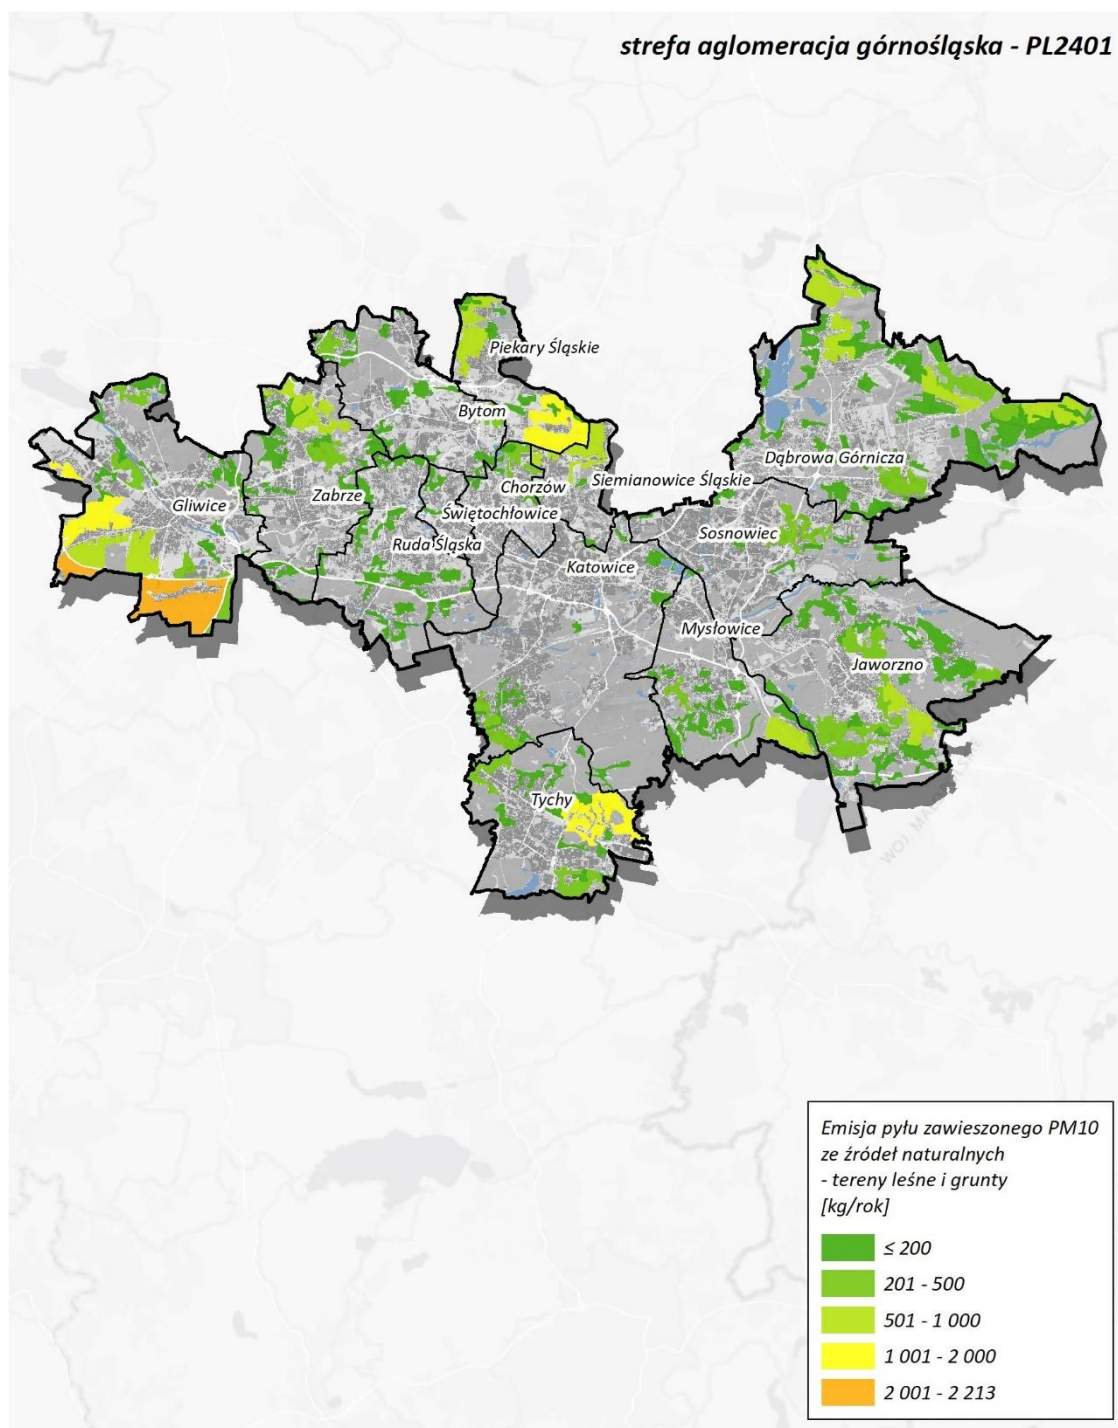 strefa aglomeracja górnośląska - PL2401
Piekary Śląskie
Bytom
Dąbrowa Górnicza
Siemianowice Śląskie
Chorzów
Zabrze
Gliwice
Świętochłowice
Sosnowiec
Ruda Śląska
Katowice
Mysłowice
Jaworzno
Tychy
Emisja pyłu zawieszonego PM10
ze źródeł naturalnych
- tereny leśne i grunty
[kg/rok]
≤ 200
201 - 500
501 - 1 000
1 001 - 2 000
2 001 - 2 213